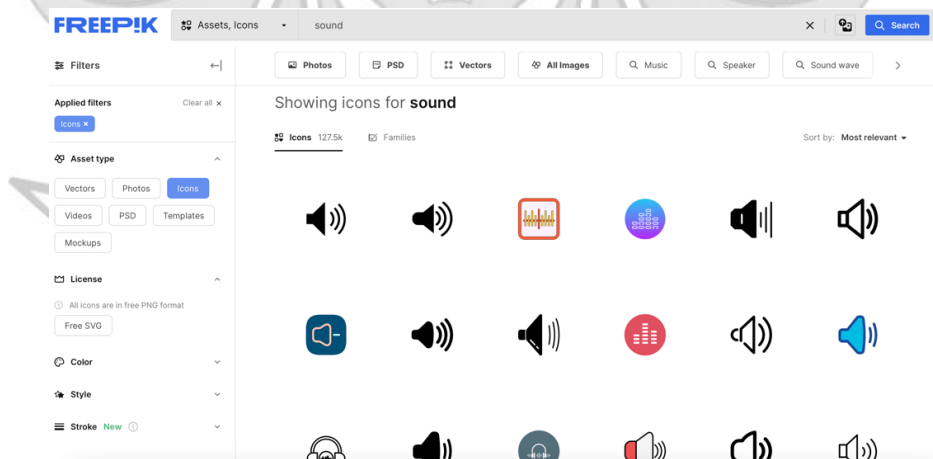 FREEPIK
Assets, Icons
sound
Search
Filters
Photos
PSD
Vectors
All Images
Music
Speaker
Sound wave
Applied filters
Clear all ×
Icons ×
Showing icons for sound
Icons 127.5k
Families
Sort by: Most relevant
Asset type
Vectors
Photos
Icons
Videos
PSD
Templates
Mockups
License
All icons are in free PNG format
Free SVG
Color
Style
Stroke New